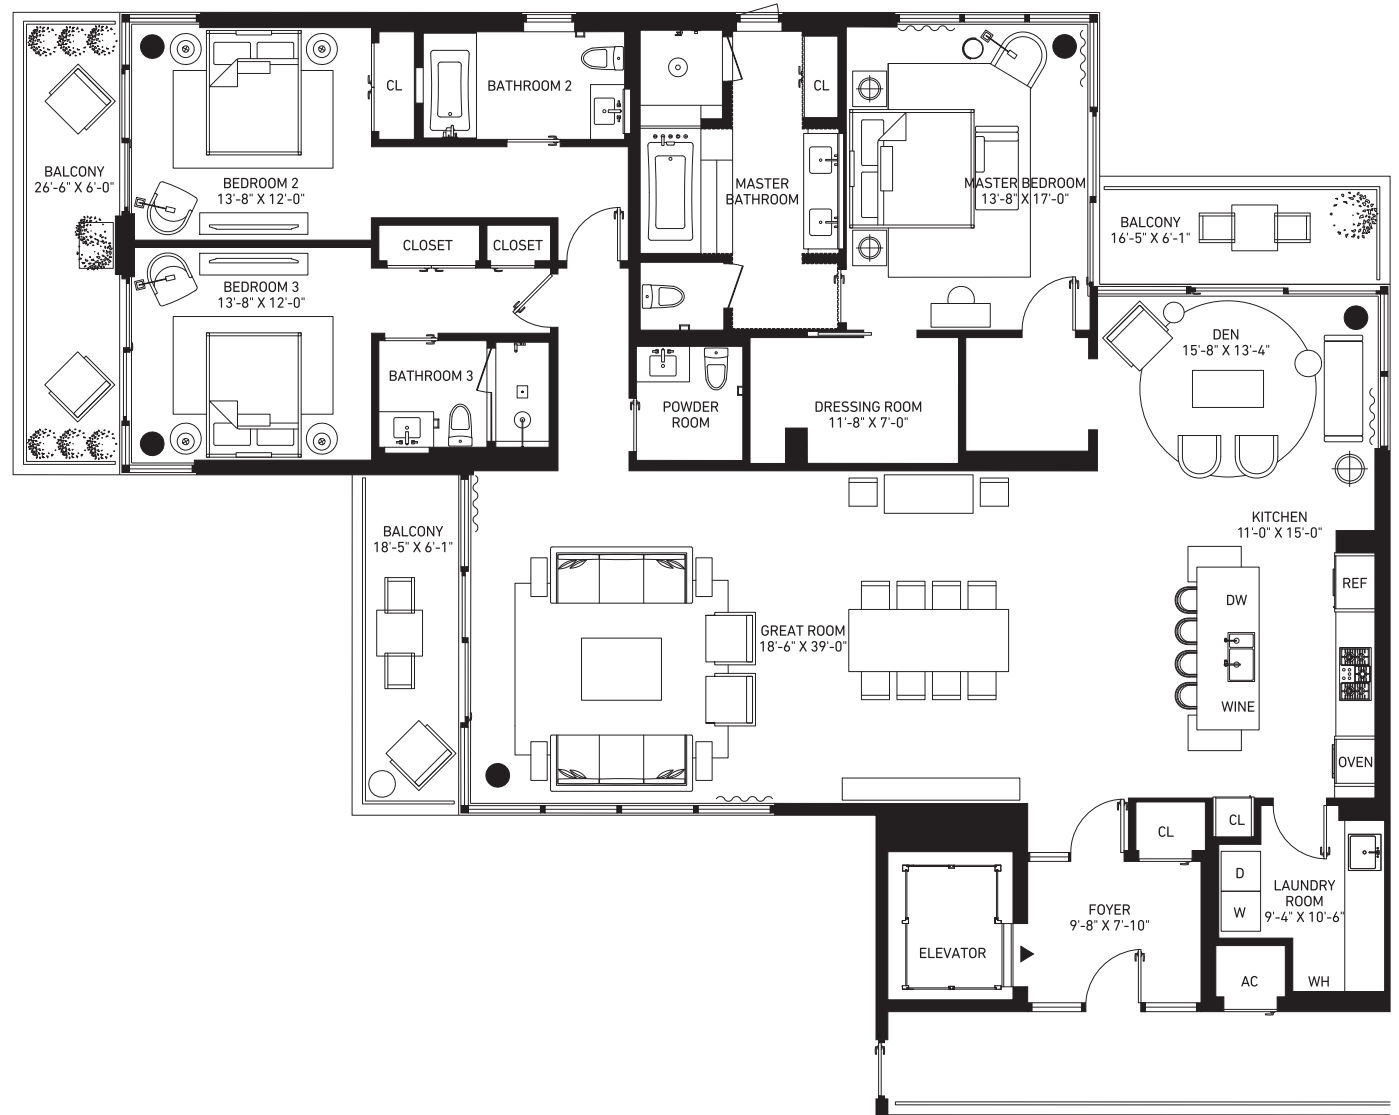 CL
BATHROOM 2
CL
BALCONY
26'-6" X 6'-0"
BEDROOM 2
13'-8" X 12'-0"
MASTER
BATHROOM
MASTER BEDROOM
13'-8" X 17'-0"
BALCONY
16'-5" X 6'-1"
CLOSET
CLOSET
BEDROOM 3
13'-8" X 12'-0"
DEN
15'-8" X 13'-4"
BATHROOM 3
POWDER
ROOM
DRESSING ROOM
11'-8" X 7'-0"
BALCONY
18'-5" X 6'-1"
KITCHEN
11'-0" X 15'-0"
REF
DW
GREAT ROOM
18'-6" X 39'-0"
WINE
OVEN
CL
CL
D
W
LAUNDRY
ROOM
9'-4" X 10'-6"
FOYER
9'-8" X 7'-10"
ELEVATOR
AC
WH